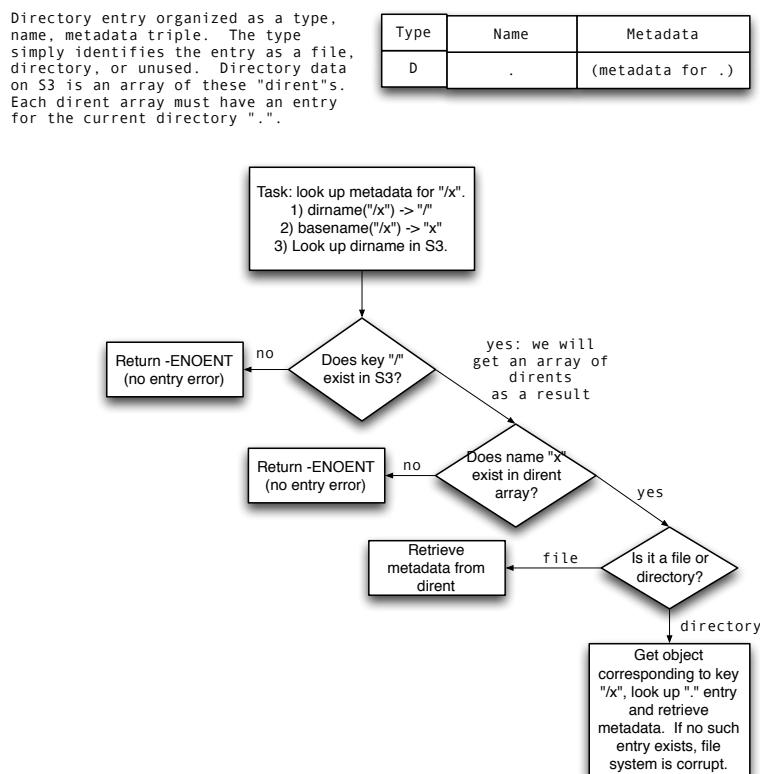 Directory entry organized as a type,
name, metadata triple.  The type
simply identifies the entry as a file,
directory, or unused.  Directory data
on S3 is an array of these "dirent"s.
Each dirent array must have an entry
for the current directory ".".
Type Name Metadata
D . (metadata for .)
Task: look up metadata for "/x".
1) dirname("/x") -> "/"
2) basename("/x") -> "x"
3) Look up dirname in S3.
Does key "/"
exist in S3?
no
Return -ENOENT
(no entry error)
yes: we will
get an array of
dirents
as a result
Does name "x"
exist in dirent
array?
no
Return -ENOENT
(no entry error)
yes
Is it a file or
directory?
file
Retrieve
metadata from
dirent
directory
Get object
corresponding to key
"/x", look up "." entry
and retrieve
metadata.  If no such
entry exists, file
system is corrupt.